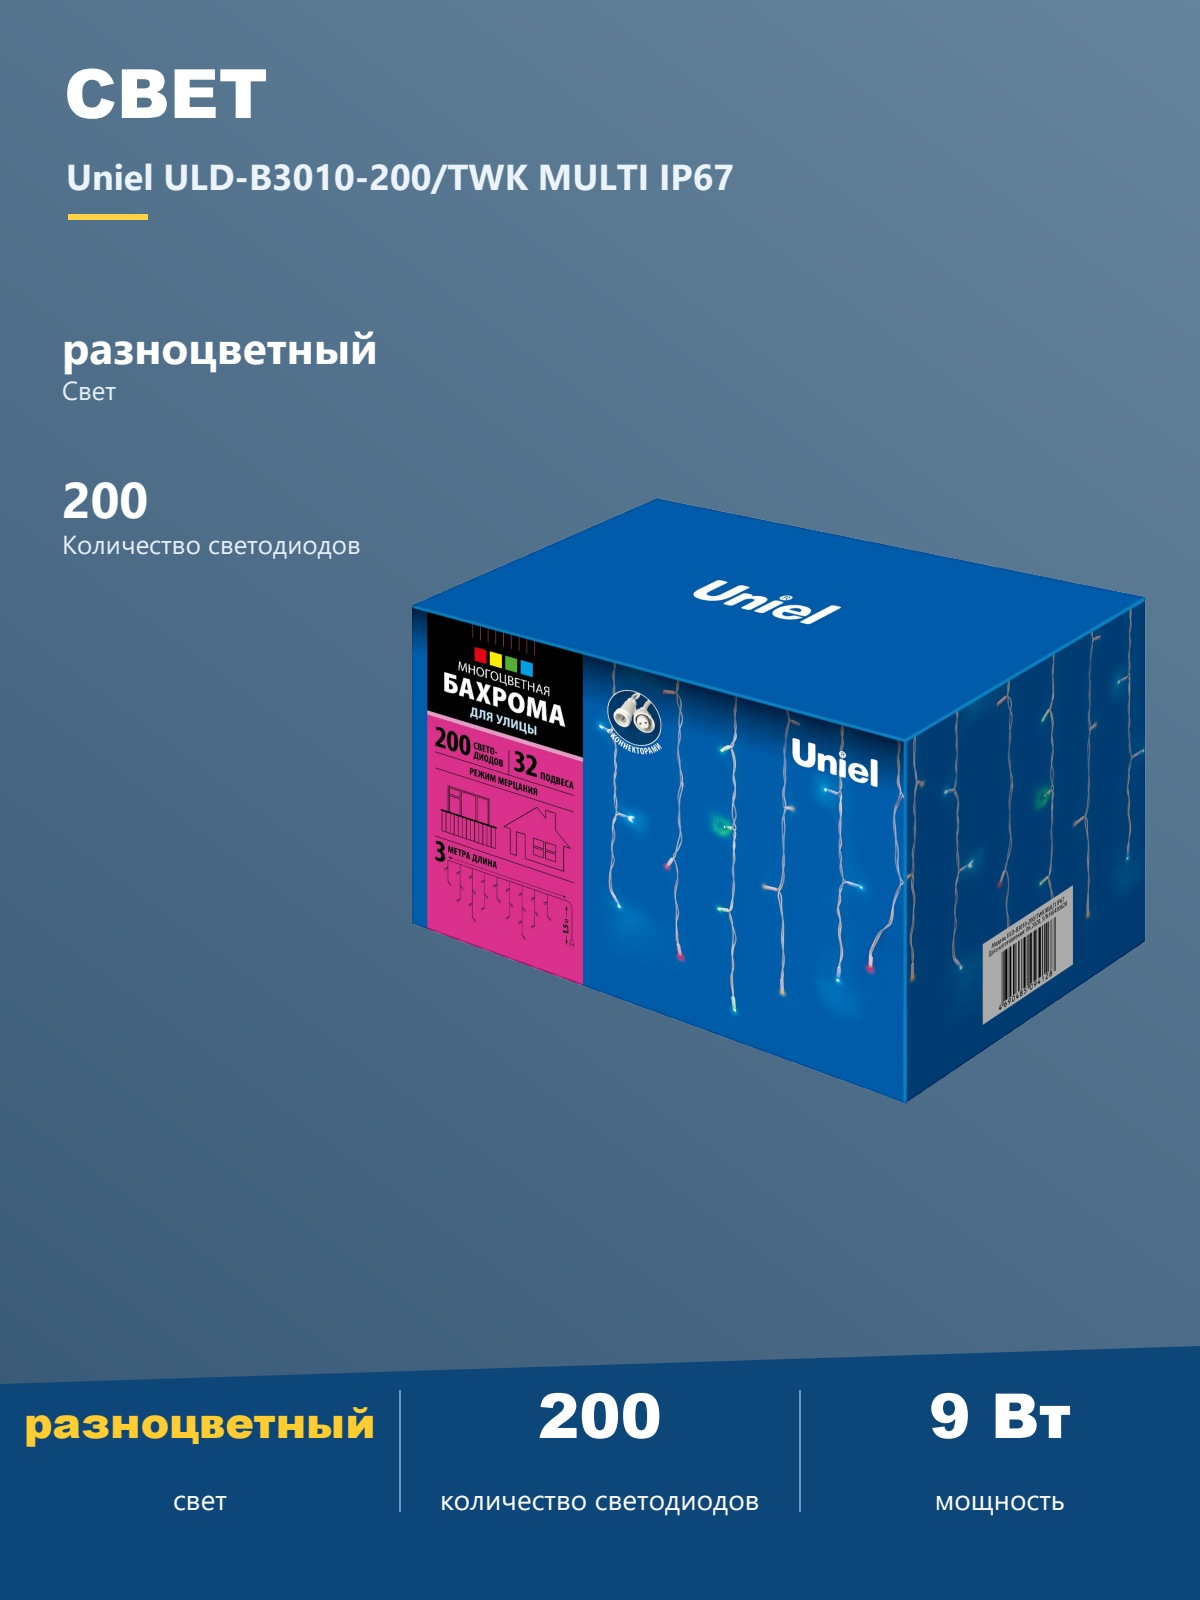 СВЕТ
Uniel ULD-B3010-200/TWK MULTI IP67
разноцветный
Свет
200
Количество светодиодов
Uniel
МНОГОЦВЕТНАЯ
БАХРОМА
ДЛЯ УЛИЦЫ
200 СВЕТО-
ДИОДОВ
32 ПОДВЕСА
РЕЖИМ МЕРЦАНИЯ
3 МЕТРА ДЛИНА
С КОННЕКТОРАМИ
Uniel
разноцветный
свет
200
количество светодиодов
9 Вт
мощность